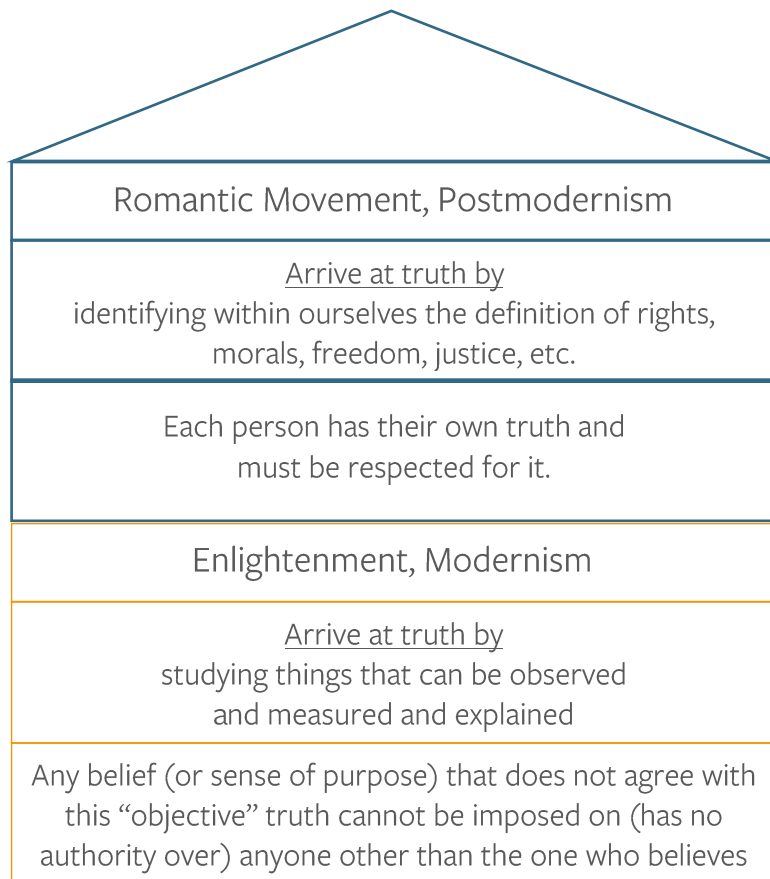 Romantic Movement, Postmodernism
Arrive at truth by
identifying within ourselves the definition of rights,
morals, freedom, justice, etc.
Each person has their own truth and
must be respected for it.
Enlightenment, Modernism
Arrive at truth by
studying things that can be observed
and measured and explained
Any belief (or sense of purpose) that does not agree with
this “objective” truth cannot be imposed on (has no
authority over) anyone other than the one who believes